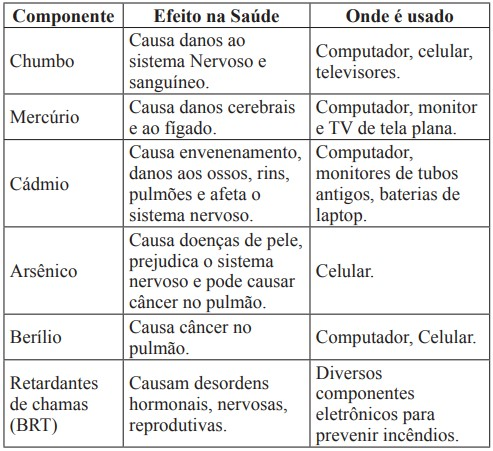 Componente Efeito na Saúde Onde é usado
Chumbo
Causa danos ao
sistema Nervoso e
sanguíneo.
Computador, celular,
televisores.
Mercúrio
Causa danos cerebrais
e ao fígado.
Computador, monitor
e TV de tela plana.
Cádmio
Causa envenenamento,
danos aos ossos, rins,
pulmões e afeta o
sistema nervoso.
Computador,
monitores de tubos
antigos, baterias de
laptop.
Arsênico
Causa doenças de pele,
prejudica o sistema
nervoso e pode causar
câncer no pulmão.
Celular.
Berílio
Causa câncer no
pulmão.
Computador, Celular.
Retardantes
de chamas
(BRT)
Causam desordens
hormonais, nervosas,
reprodutivas.
Diversos
componentes
eletrônicos para
prevenir incêndios.